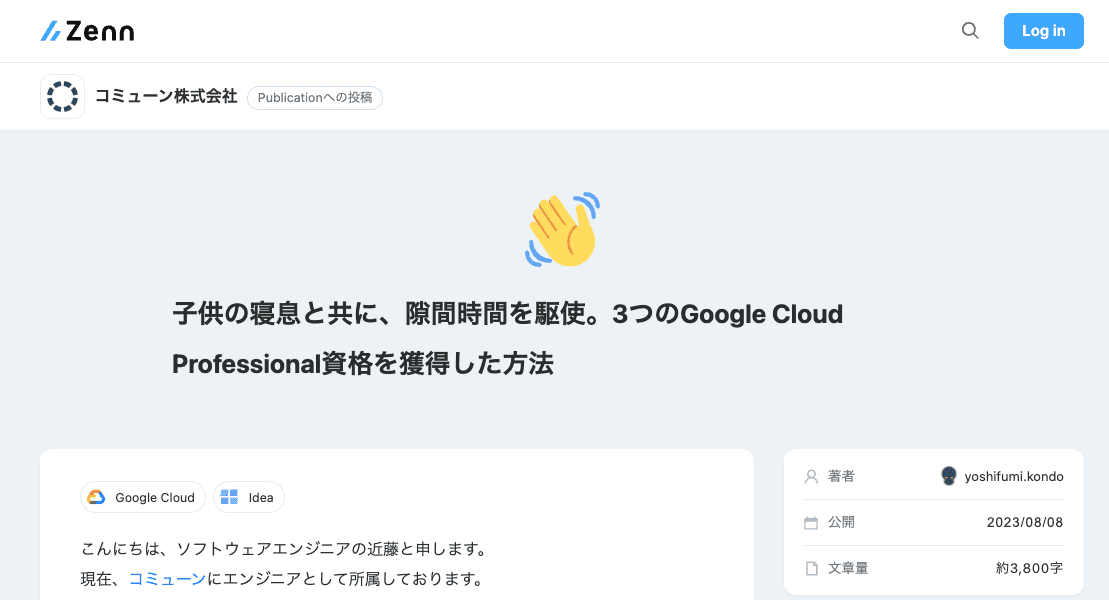 Zenn
Log in
コミューン株式会社 Publicationへの投稿
子供の寝息と共に、隙間時間を駆使。3つのGoogle Cloud
Professional資格を獲得した方法
Google Cloud Idea
こんにちは、ソフトウェアエンジニアの近藤と申します。
現在、コミューンにエンジニアとして所属しております。
著者 yoshifumi.kondo
公開 2023/08/08
文章量 約3,800字